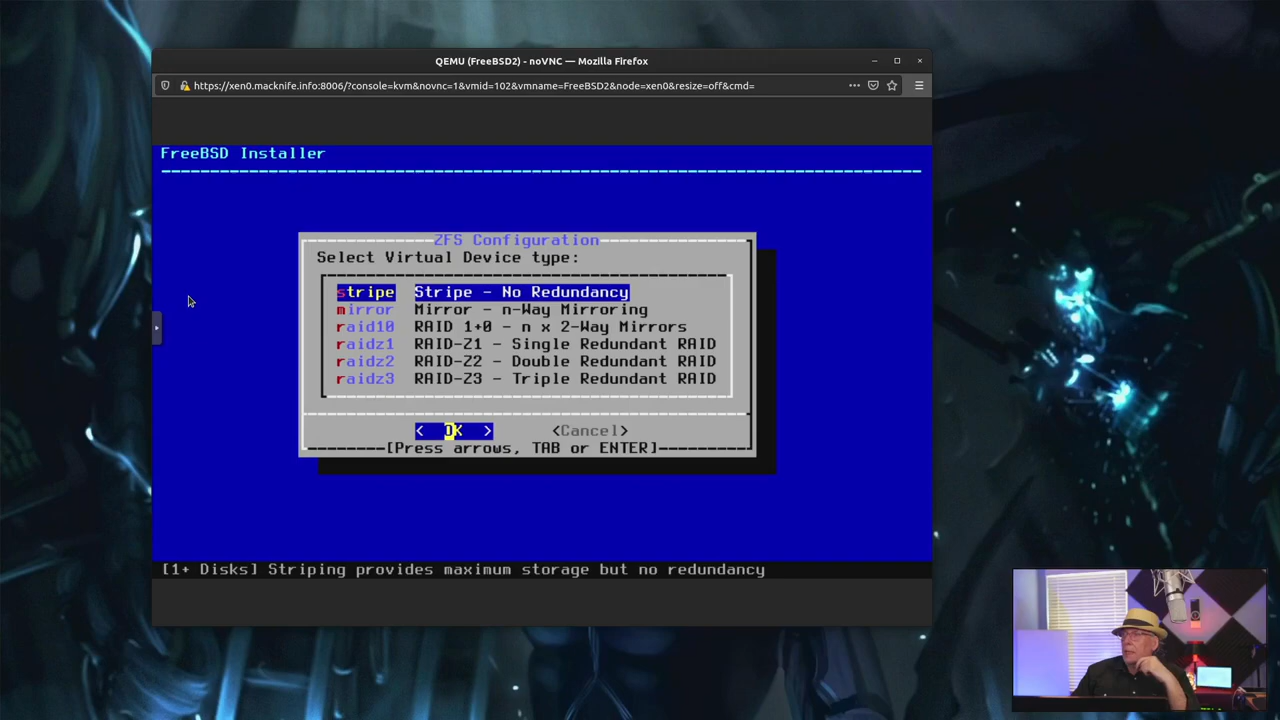 QEMU (FreeBSD2) - noVNC — Mozilla Firefox
https://xen0.macknife.info:8006/?console=kvm&novnc=1&vmid=102&vmname=FreeBSD2&node=xen0&resize=off&cmd=
FreeBSD Installer
ZFS Configuration
Select Virtual Device type:
stripe Stripe - No Redundancy
mirror Mirror - n-Way Mirroring
raid10 RAID 1+0 - n x 2-Way Mirrors
raidz1 RAID-Z1 - Single Redundant RAID
raidz2 RAID-Z2 - Double Redundant RAID
raidz3 RAID-Z3 - Triple Redundant RAID
< OK > <Cancel>
[Press arrows, TAB or ENTER]
[1+ Disks] Striping provides maximum storage but no redundancy